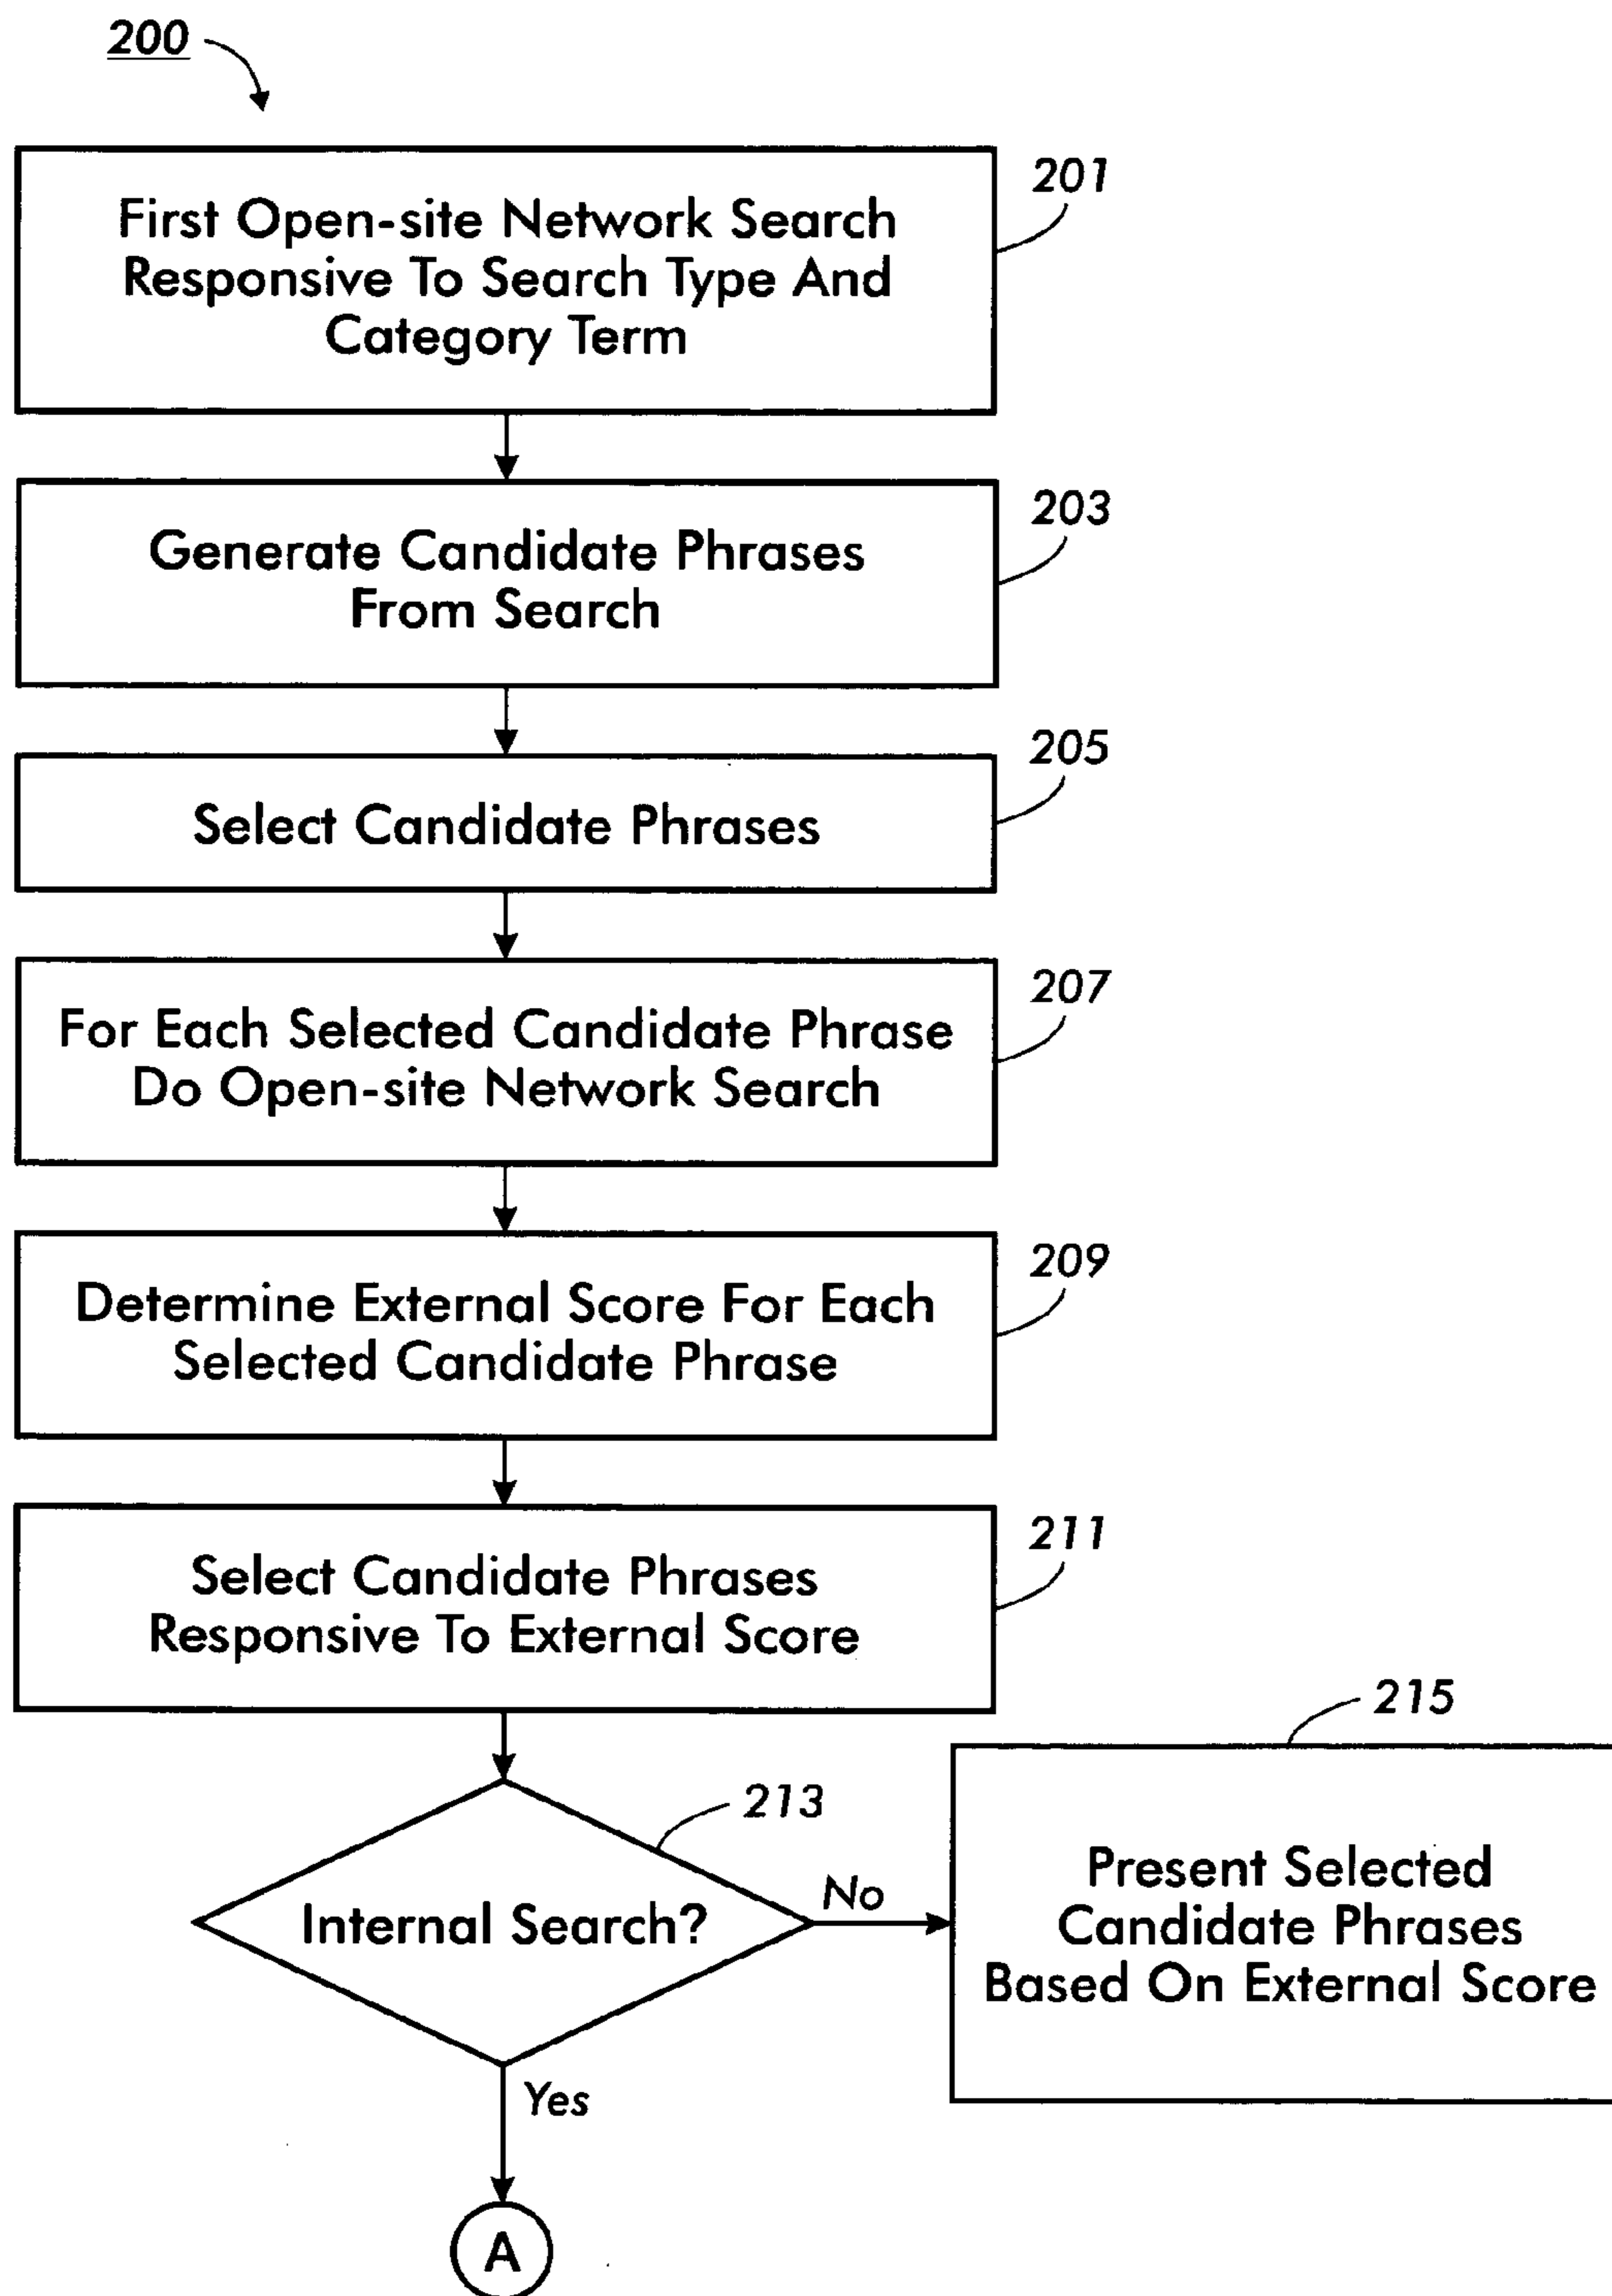 200
201
First Open-site Network Search
Responsive To Search Type And
Category Term
203
Generate Candidate Phrases
From Search
205
Select Candidate Phrases
207
For Each Selected Candidate Phrase
Do Open-site Network Search
209
Determine External Score For Each
Selected Candidate Phrase
211
Select Candidate Phrases
Responsive To External Score
213
Internal Search?
No
215
Present Selected
Candidate Phrases
Based On External Score
Yes
A